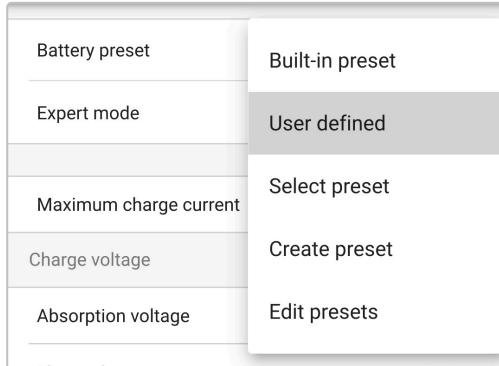 Battery preset
Expert mode
Maximum charge current
Charge voltage
Absorption voltage
Built-in preset
User defined
Select preset
Create preset
Edit presets